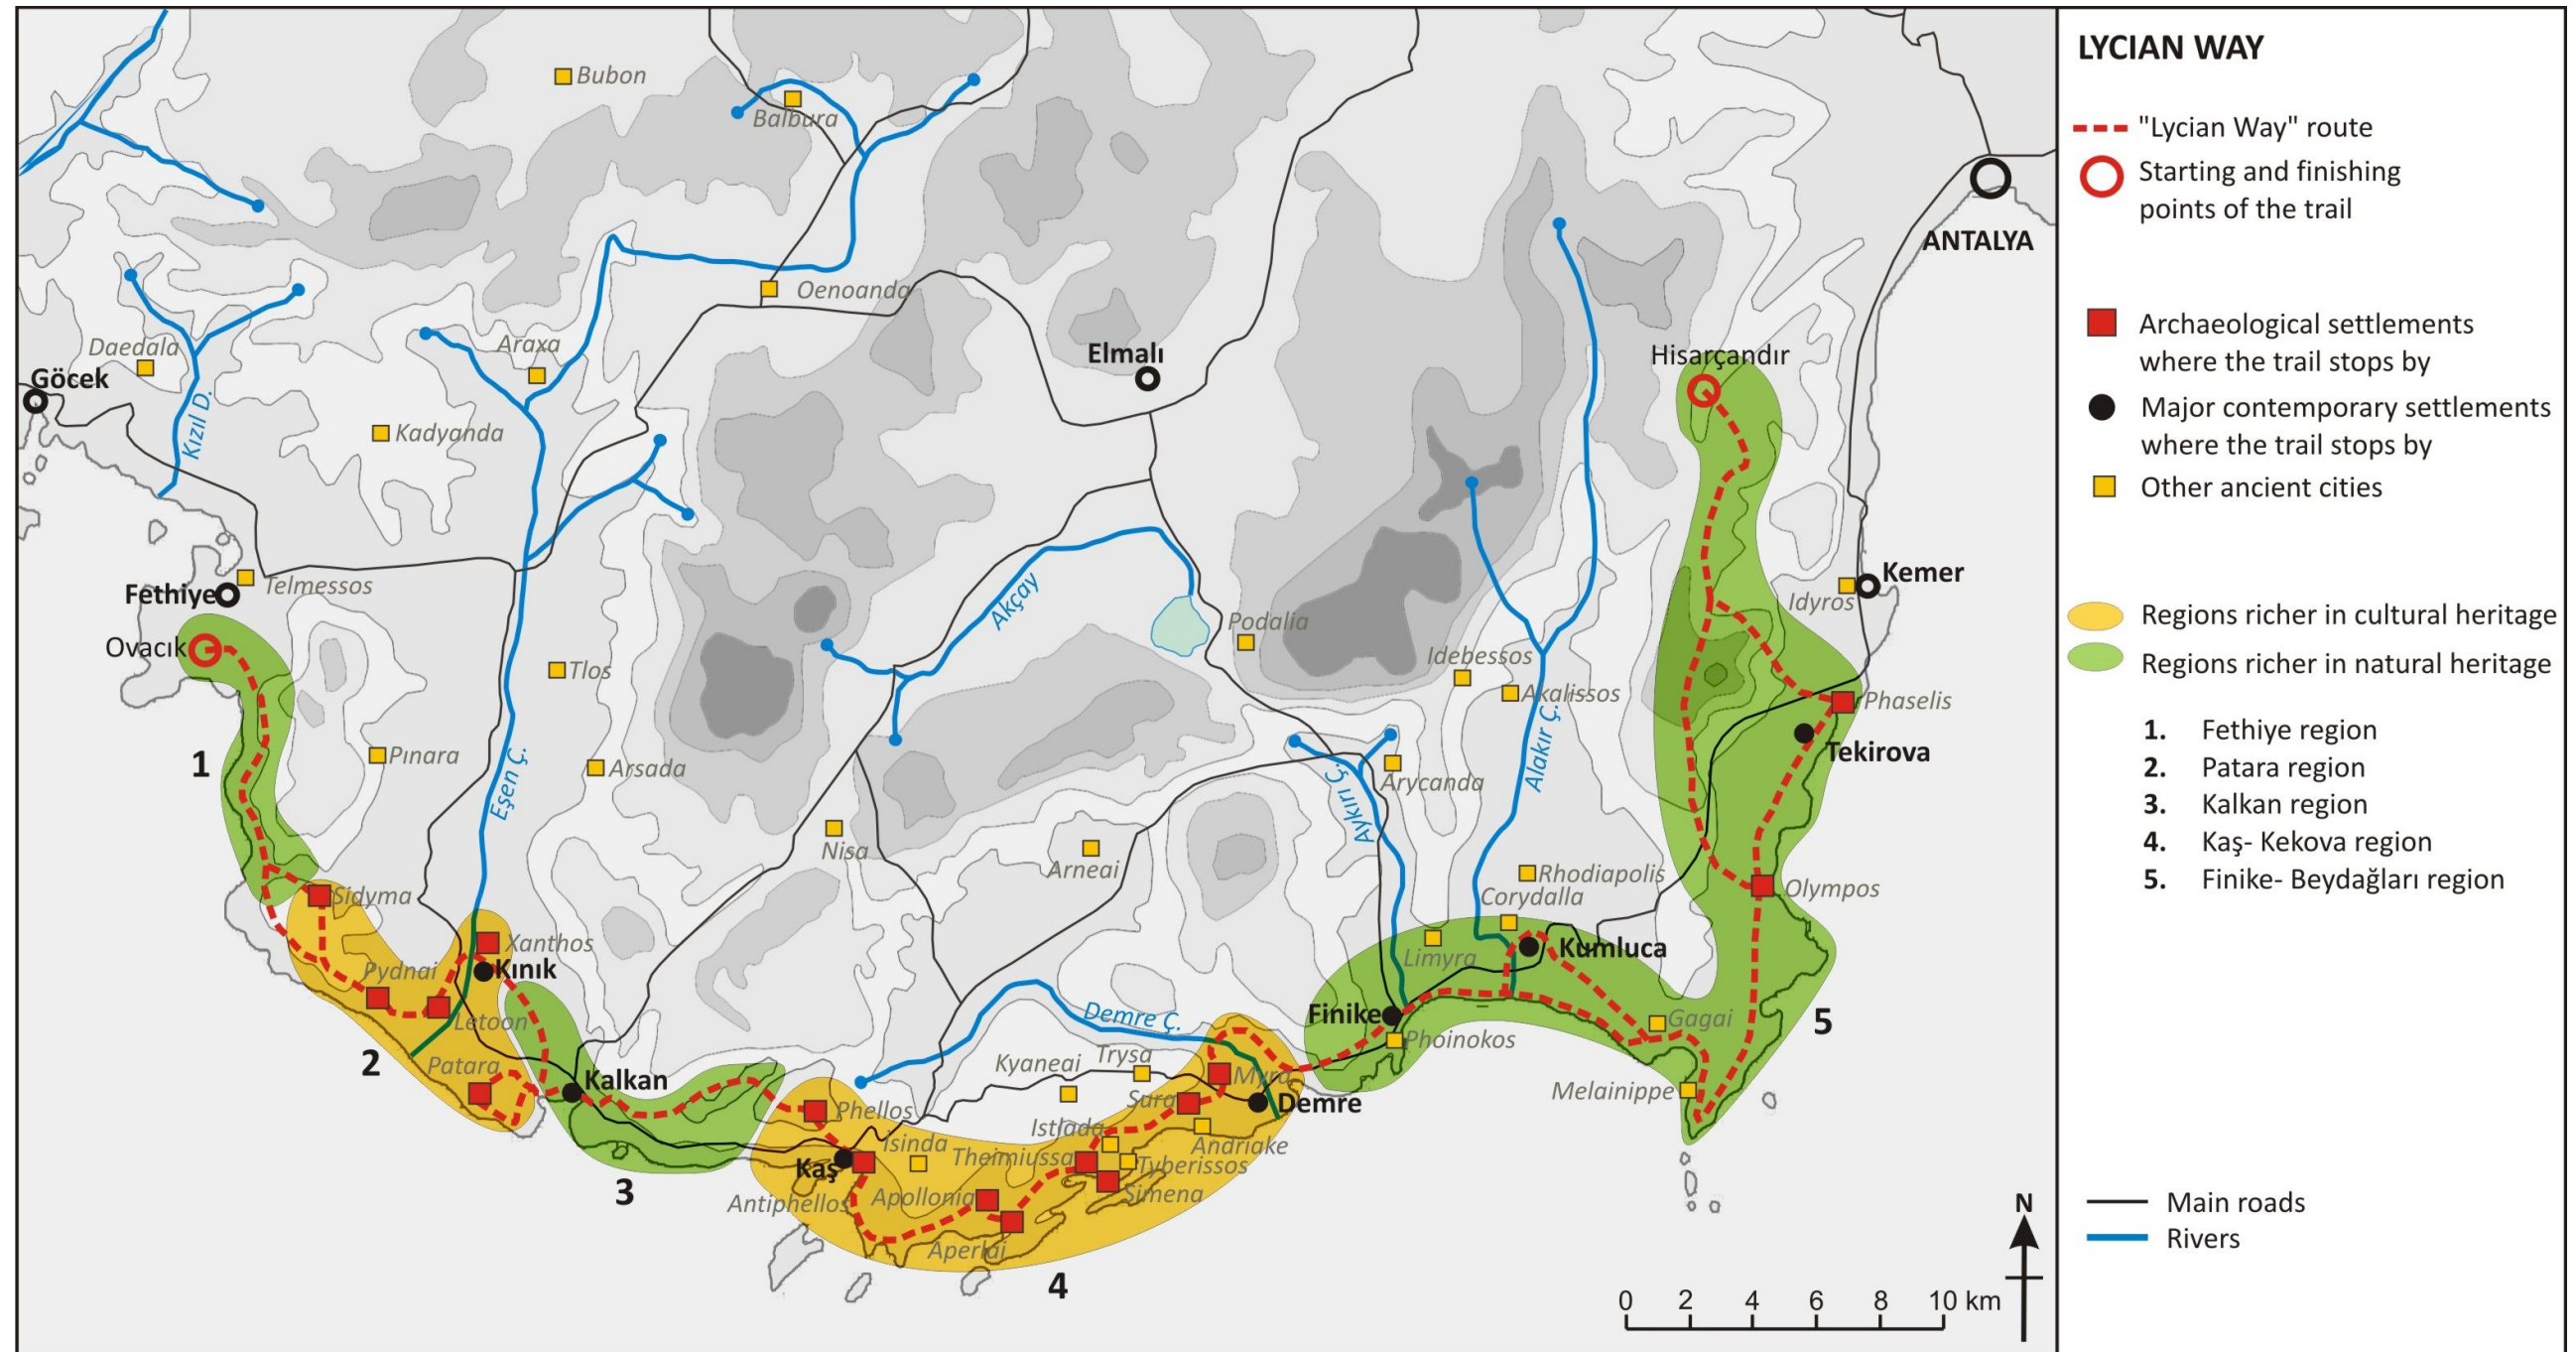 Bubon
Balbura
ANTALYA
Oenoanda
Araxa
Daedala
Göcek
Kızıl D.
Elmalı
Hisarçandır
Kadyanda
Telmessos
Fethiye
Ovacık
Akçay
Podalia
Kemer
Idyros
Tlos
Idebessos
Akalissos
Phaselis
Tekirova
1
Pınara
Arsada
Eşen Ç.
Alakır Ç.
Aykırı Ç.
Arycanda
Nisa
Arneai
Rhodiapolis
Corydalla
Olympos
Sidyma
Xanthos
Kınık
Pydnai
Letoon
Limyra
Kumluca
Demre Ç.
Finike
Phoinokos
Gagai
5
2
Patara
Kalkan
Kyaneai
Trysa
Myra
Melainippe
Sura
Demre
Phellos
Istlada
Andriake
İsinda
Theimiussa
Tyberissos
Kaş
3
Antiphellos
Apollonia
Simena
Aperlai
4
N
0 2 4 6 8 10 km
LYCIAN WAY
"Lycian Way" route
Starting and finishing
points of the trail
Archaeological settlements
where the trail stops by
Major contemporary settlements
where the trail stops by
Other ancient cities
Regions richer in cultural heritage
Regions richer in natural heritage
1. Fethiye region
2. Patara region
3. Kalkan region
4. Kaş- Kekova region
5. Finike- Beydağları region
Main roads
Rivers